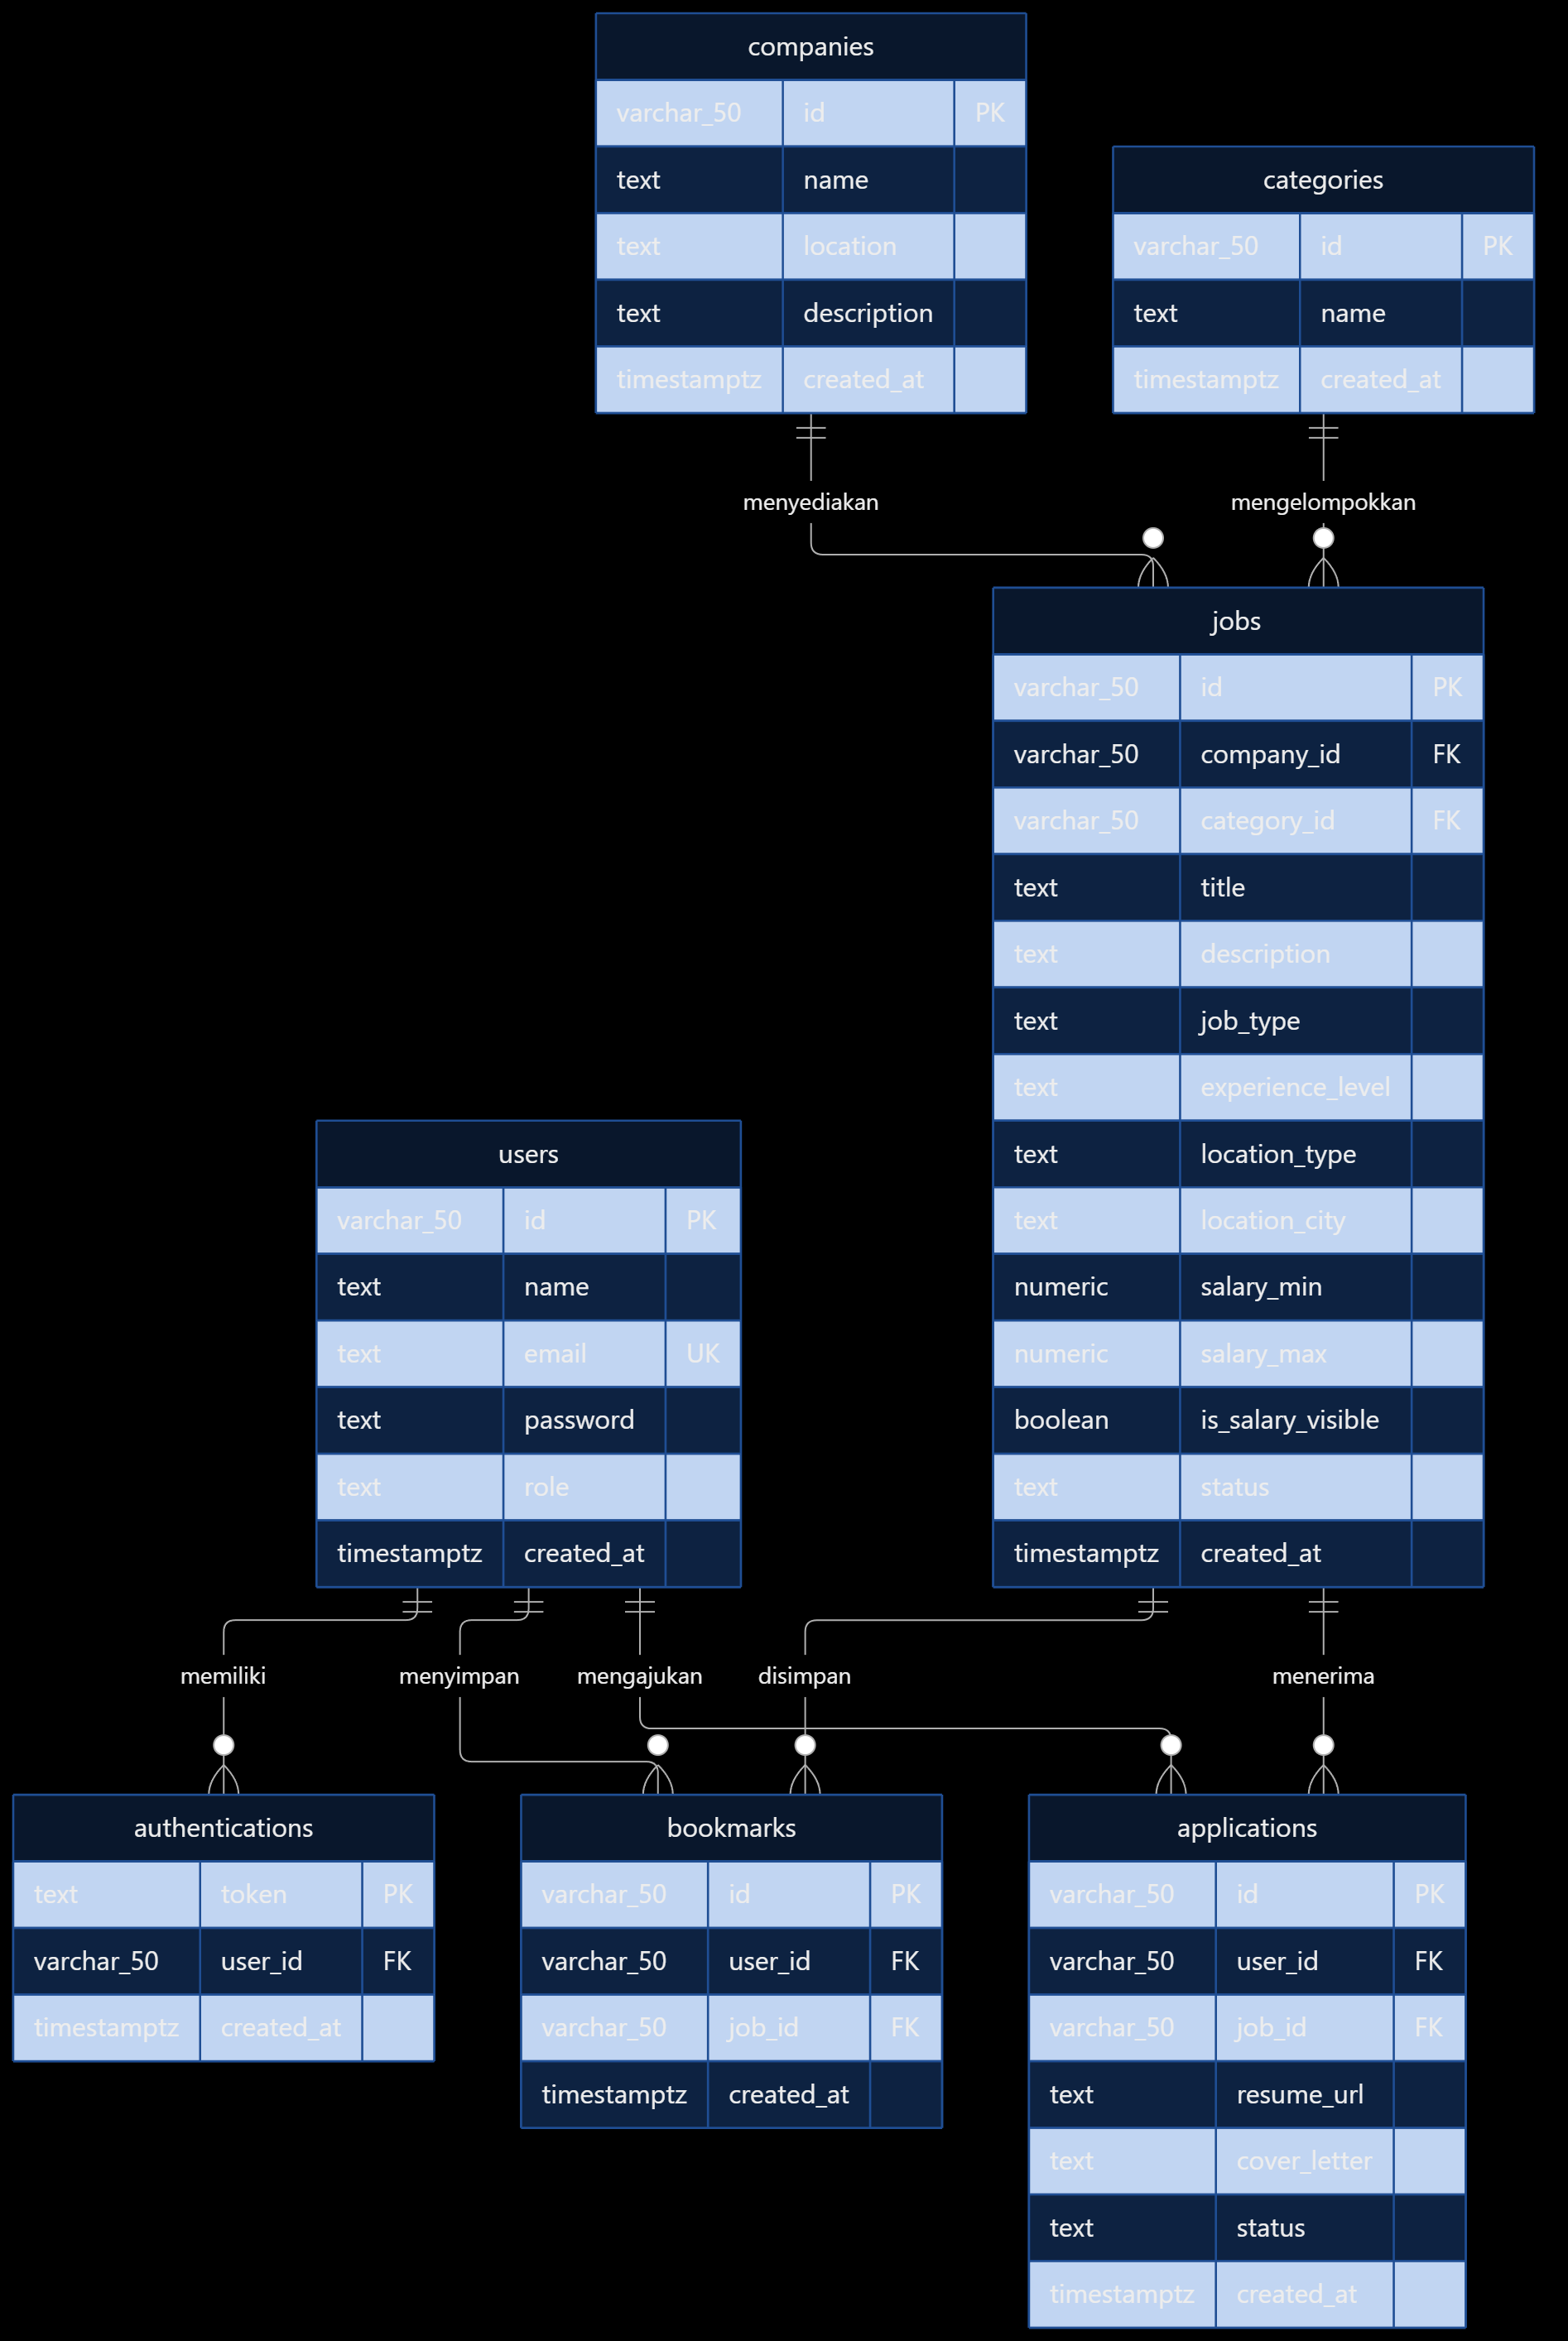 companies
varchar_50 id PK
text name
text location
text description
timestamptz created_at
categories
varchar_50 id PK
text name
timestamptz created_at
menyediakan
mengelompokkan
jobs
varchar_50 id PK
varchar_50 company_id FK
varchar_50 category_id FK
text title
text description
text job_type
text experience_level
text location_type
text location_city
numeric salary_min
numeric salary_max
boolean is_salary_visible
text status
timestamptz created_at
users
varchar_50 id PK
text name
text email UK
text password
text role
timestamptz created_at
memiliki
menyimpan
mengajukan
disimpan
menerima
authentications
text token PK
varchar_50 user_id FK
timestamptz created_at
bookmarks
varchar_50 id PK
varchar_50 user_id FK
varchar_50 job_id FK
timestamptz created_at
applications
varchar_50 id PK
varchar_50 user_id FK
varchar_50 job_id FK
text resume_url
text cover_letter
text status
timestamptz created_at